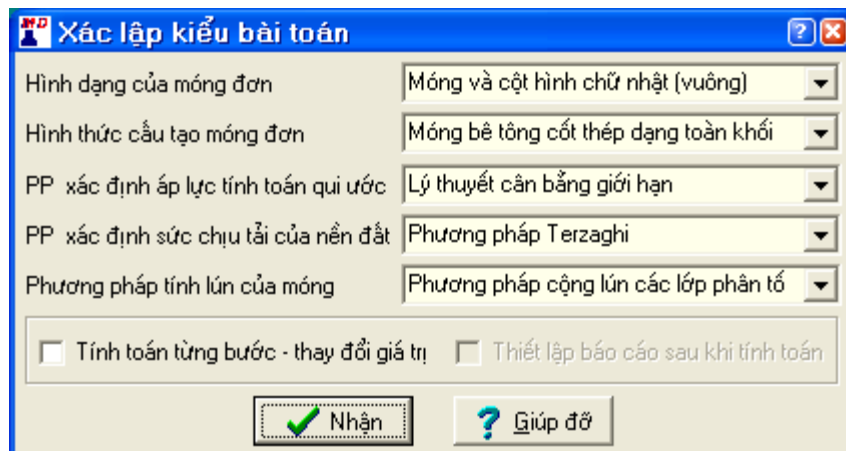 Xác lập kiểu bài toán
Hình dạng của móng đơn Móng và cột hình chữ nhật (vuông)
Hình thức cấu tạo móng đơn Móng bê tông cốt thép dạng toàn khối
PP xác định áp lực tính toán qui ước Lý thuyết cân bằng giới hạn
PP xác định sức chịu tải của nền đất Phương pháp Terzaghi
Phương pháp tính lún của móng Phương pháp cộng lún các lớp phân tố
Tính toán từng bước - thay đổi giá trị Thiết lập báo cáo sau khi tính toán
Nhận ? Giúp đỡ